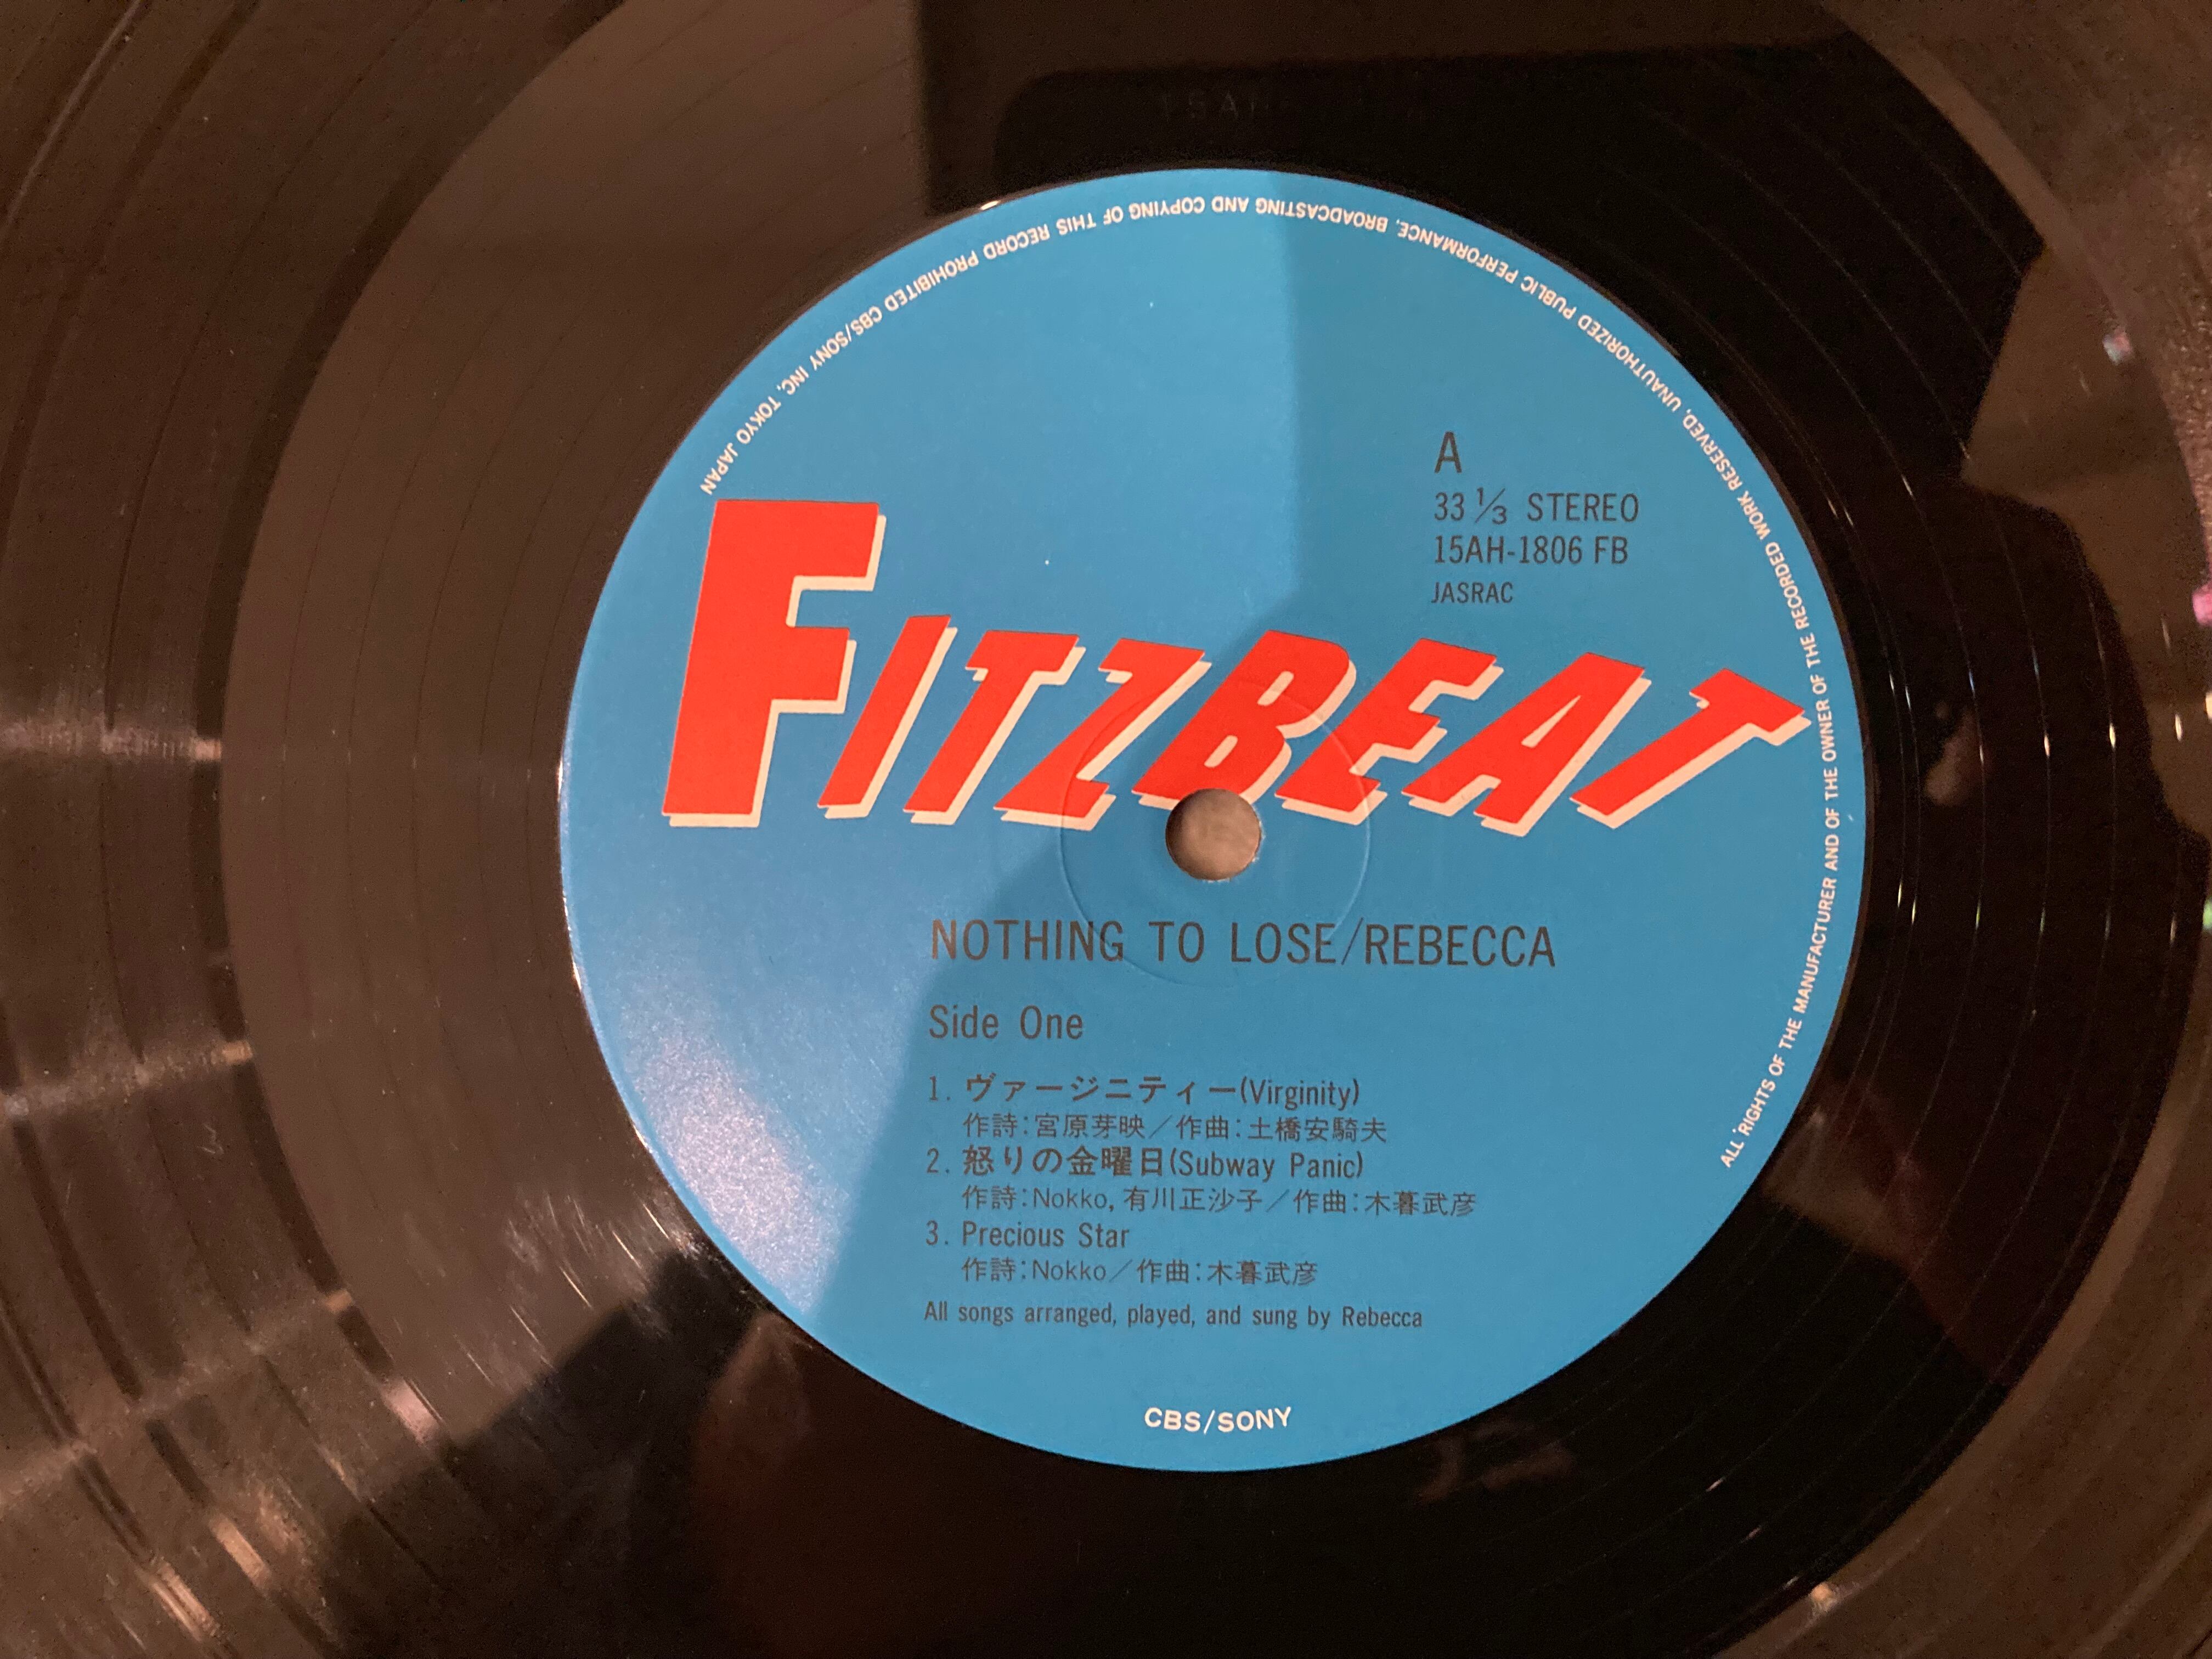 ALL RIGHTS OF THE MANUFACTURER AND OF THE OWNER OF THE RECORDED WORK RESERVED, UNAUTHORIZED PUBLIC PERFORMANCE, BROADCASTING AND COPYING OF THIS RECORD PROHIBITED CBS/SONY INC. TOKYO JAPAN
A
33 1/3 STEREO
15AH-1806 FB
JASRAC
FITZBEAT
NOTHING TO LOSE/REBECCA
Side One
1. ヴァージニティー(Virginity)
作詩:宮原芽映/作曲:土橋安騎夫
2. 怒りの金曜日(Subway Panic)
作詩:Nokko, 有川正沙子/作曲:木暮武彦
3. Precious Star
作詩:Nokko/作曲:木暮武彦
All songs arranged, played, and sung by Rebecca
CBS/SONY